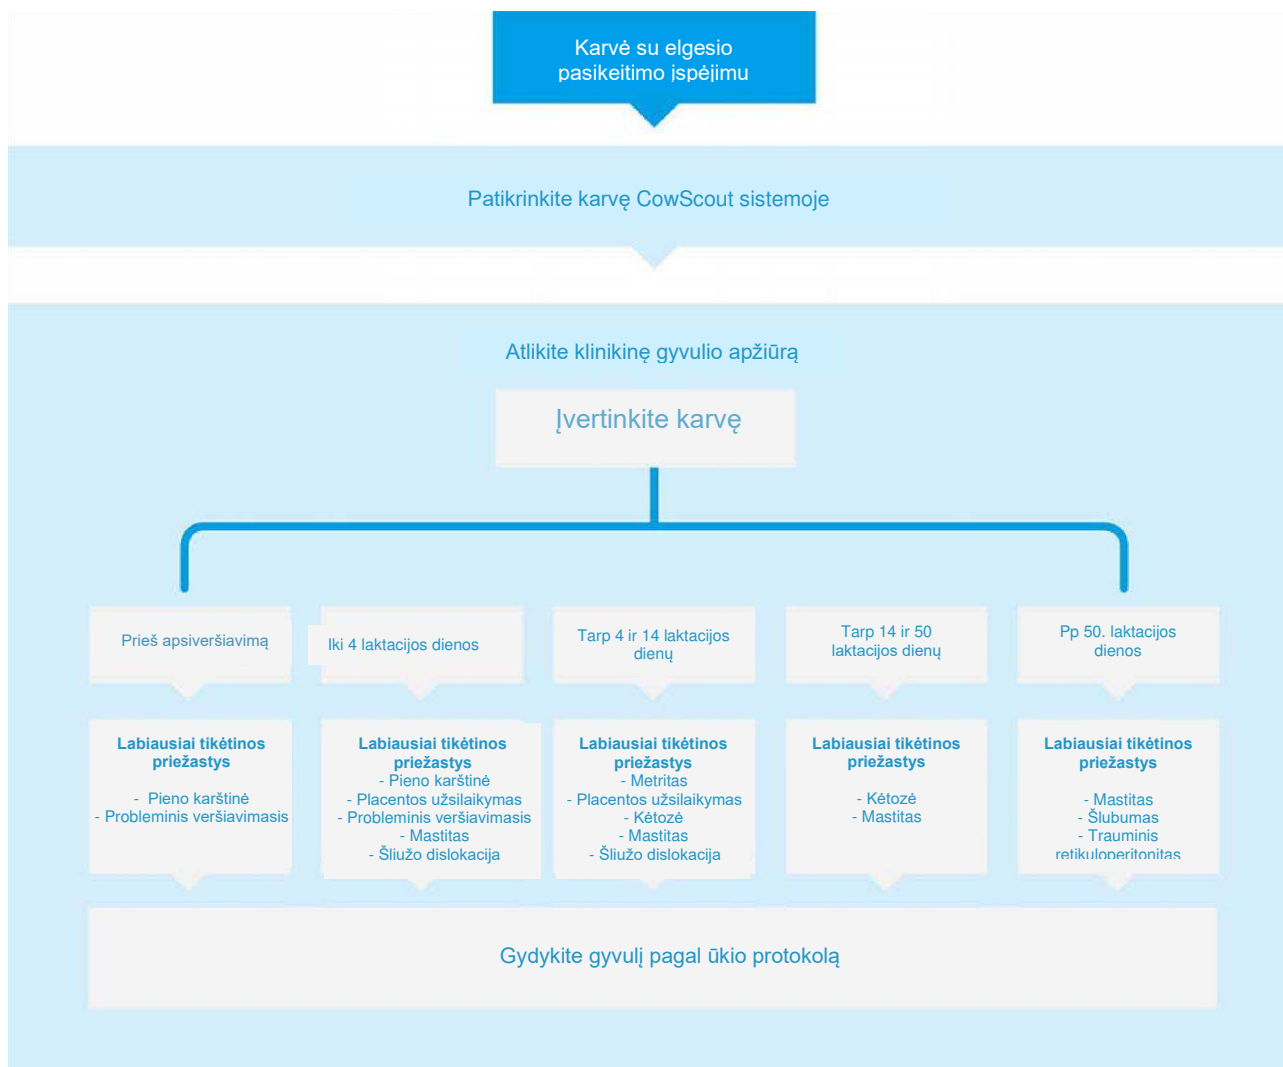 Karvė su elgesio
pasikeitimo įspėjimu
Patikrinkite karvę CowScout sistemoje
Atlikite klinikinę gyvulio apžiūrą
Įvertinkite karvę
Prieš apsiveršiavimą
Iki 4 laktacijos dienos
Tarp 4 ir 14 laktacijos
dienų
Tarp 14 ir 50
laktacijos dienų
Pp 50. laktacijos
dienos
Labiausiai tikėtinos
priežastys
- Pieno karštinė
- Probleminis veršiavimasis
Labiausiai tikėtinos
priežastys
- Pieno karštinė
- Placentos užsilaikymas
- Probleminis veršiavimasis
- Mastitas
- Šliužo dislokacija
Labiausiai tikėtinos
priežastys
- Metritas
- Placentos užsilaikymas
- Kėtozė
- Mastitas
- Šliužo dislokacija
Labiausiai tikėtinos
priežastys
- Kėtozė
- Mastitas
Labiausiai tikėtinos
priežastys
- Mastitas
- Šlubumas
- Trauminis
retikuloperitonitas
Gydykite gyvulį pagal ūkio protokolą